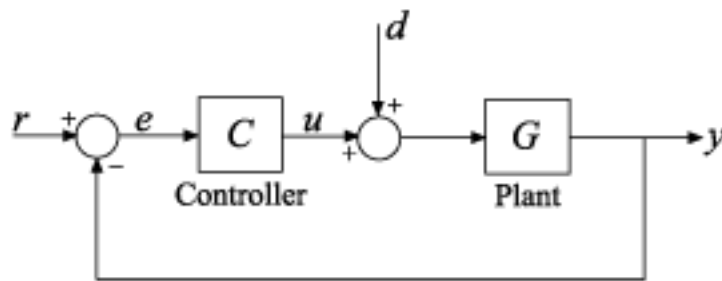 d
r + e C u + + G y
−
Controller Plant